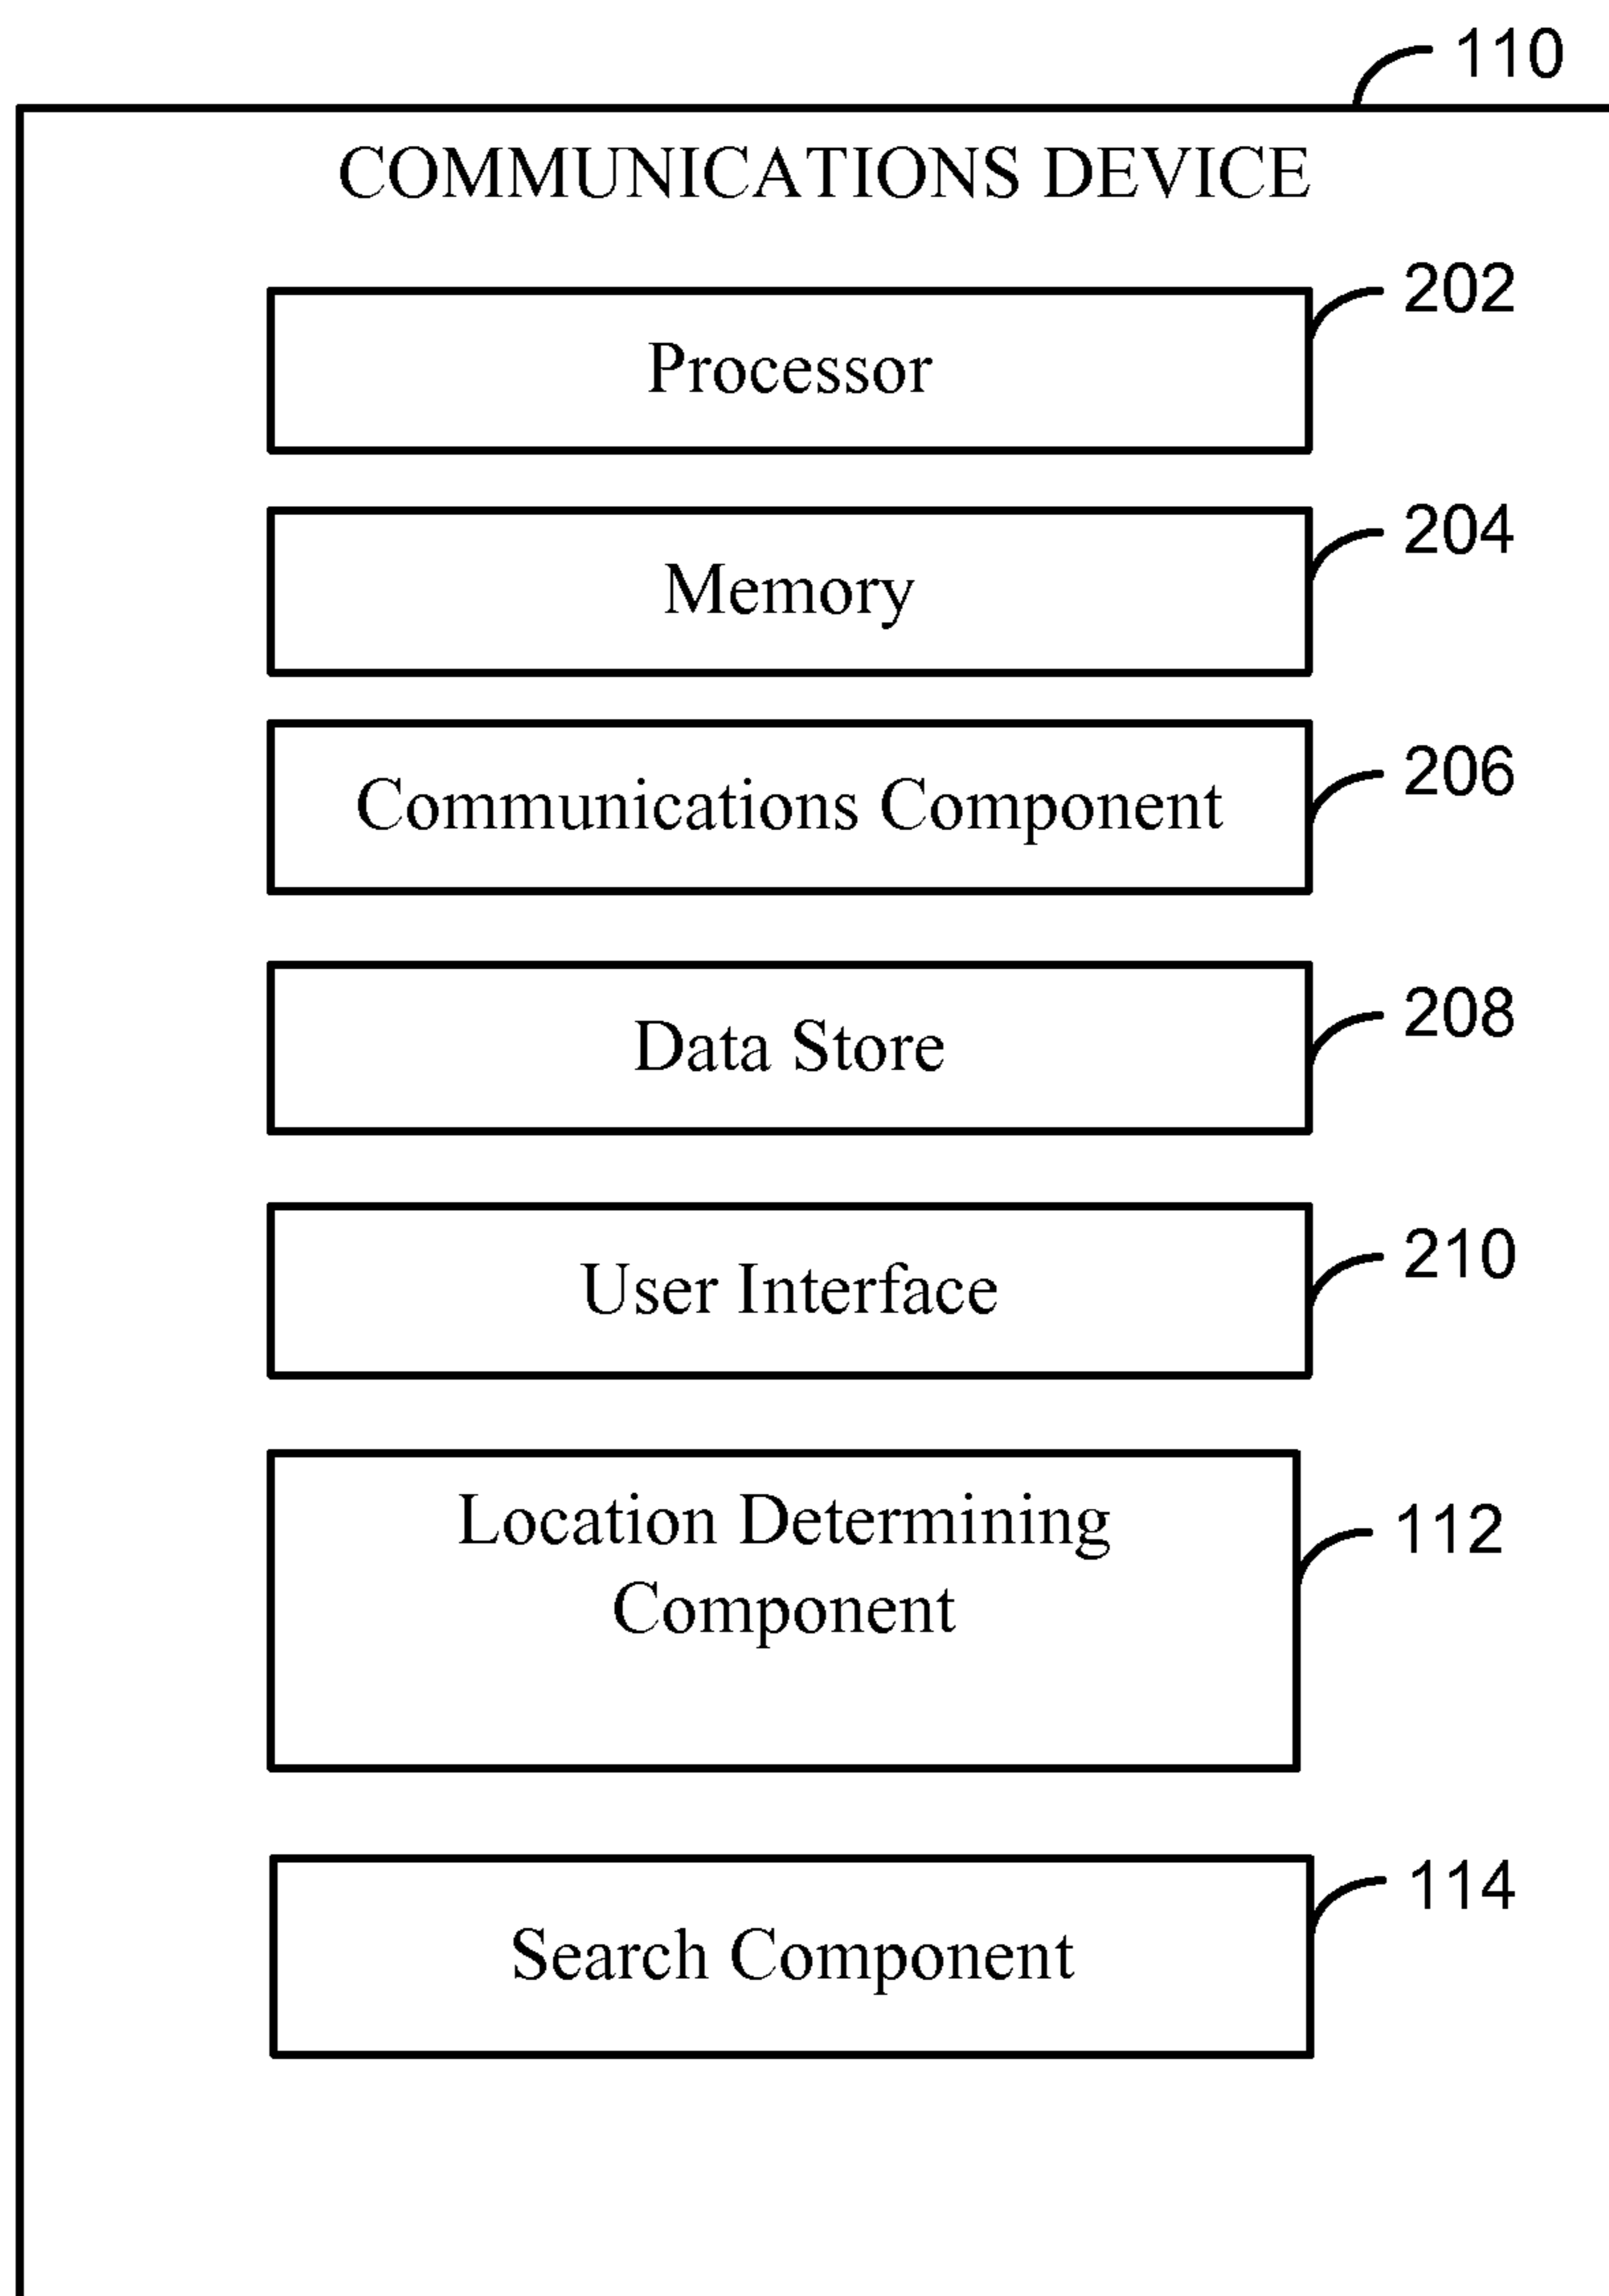 110
COMMUNICATIONS DEVICE
202
Processor
204
Memory
206
Communications Component
208
Data Store
210
User Interface
Location Determining
112
Component
114
Search Component